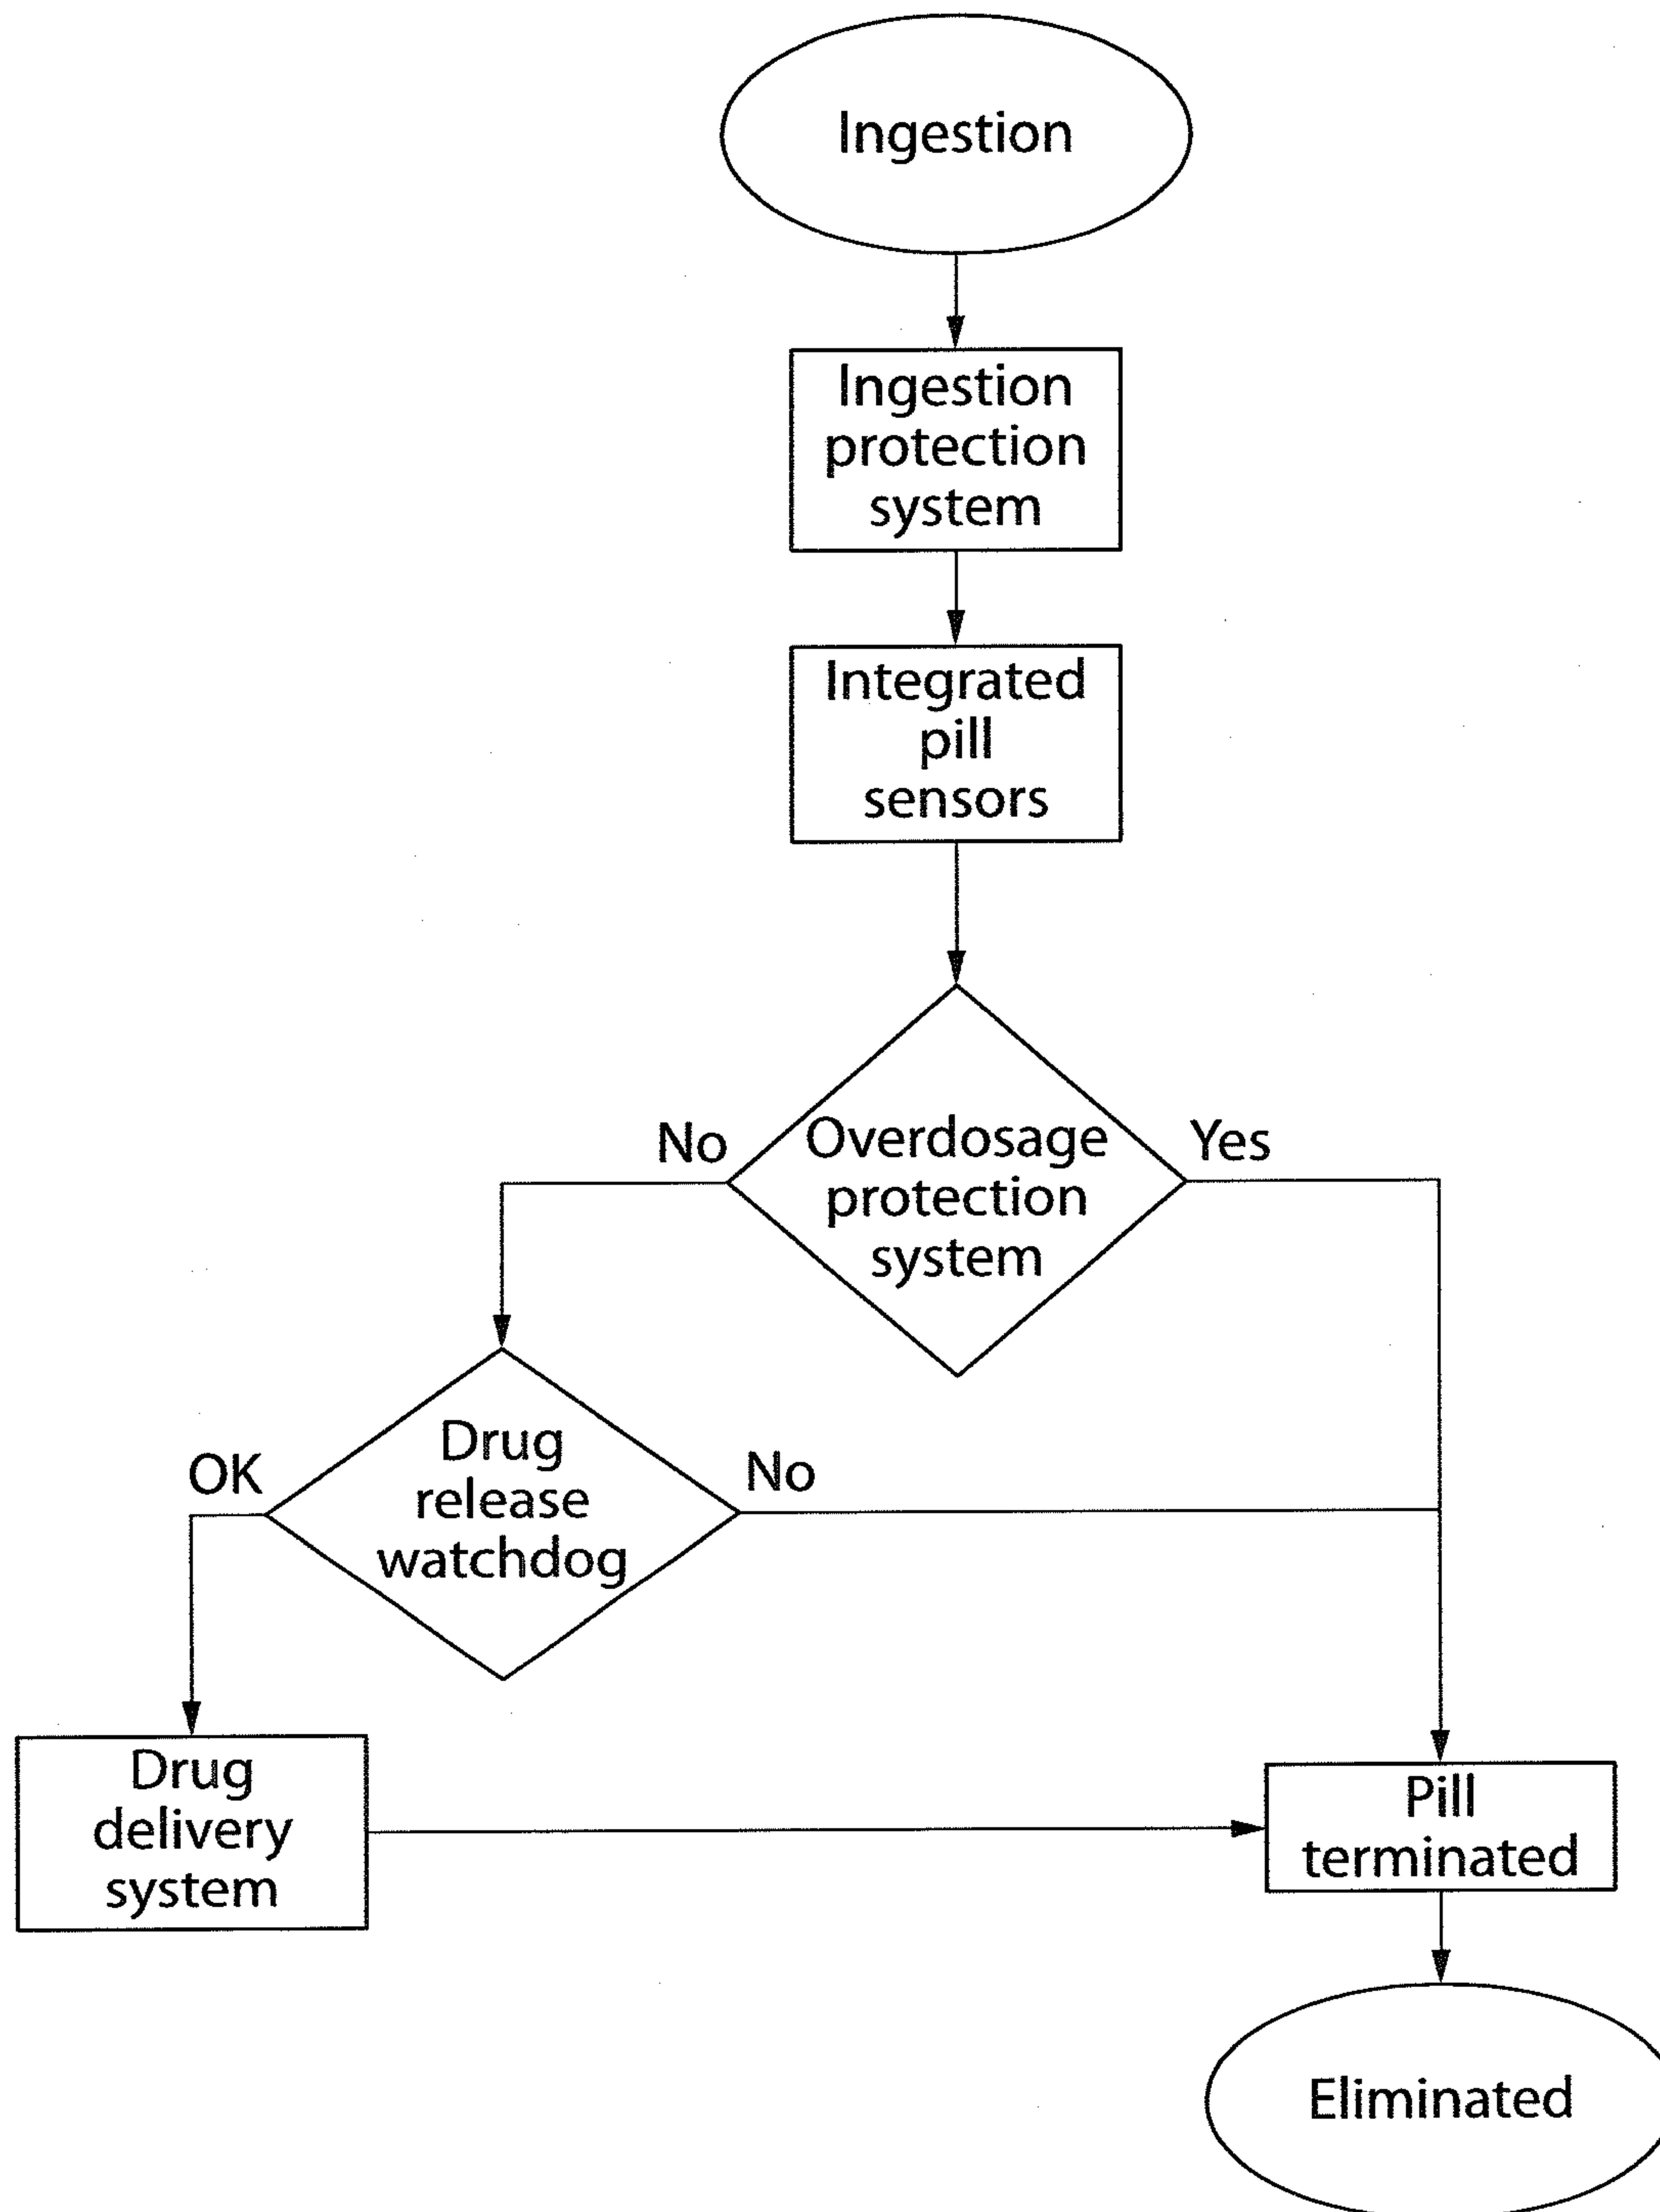 Ingestion
Ingestion
protection
system
Integrated
pill
sensors
No
Overdosage
protection
system
Yes
OK
Drug
release
watchdog
No
Drug
delivery
system
Pill
terminated
Eliminated